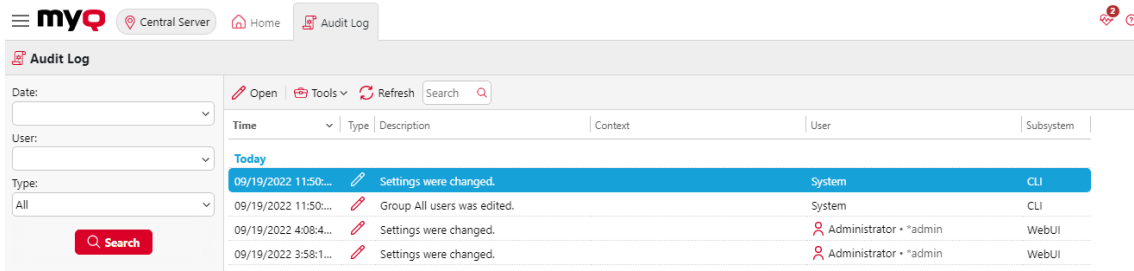 myQ Central Server Home Audit Log 2
Audit Log
Date:
User:
Type:
All
Search
Open Tools Refresh Search
Time Type Description Context User Subsystem
Today
09/19/2022 11:50:... Settings were changed. System CLI
09/19/2022 11:50:... Group All users was edited. System CLI
09/19/2022 4:08:4... Settings were changed. Administrator • *admin WebUI
09/19/2022 3:58:1... Settings were changed. Administrator • *admin WebUI